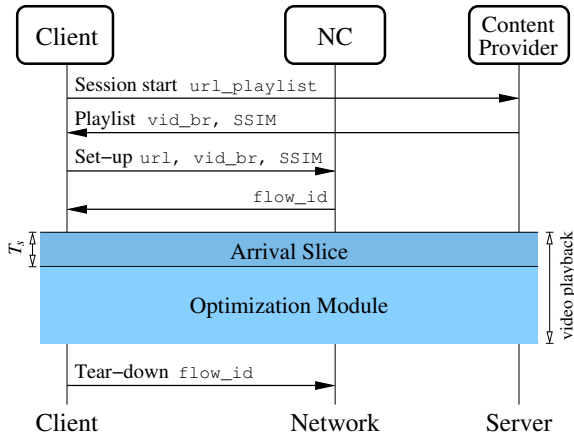 Client
NC
Content
Provider
Session start url_playlist
Playlist vid_br, SSIM
Set−up url, vid_br, SSIM
flow_id
Ts
Arrival Slice
Optimization Module
video playback
Tear−down flow_id
Client
Network
Server